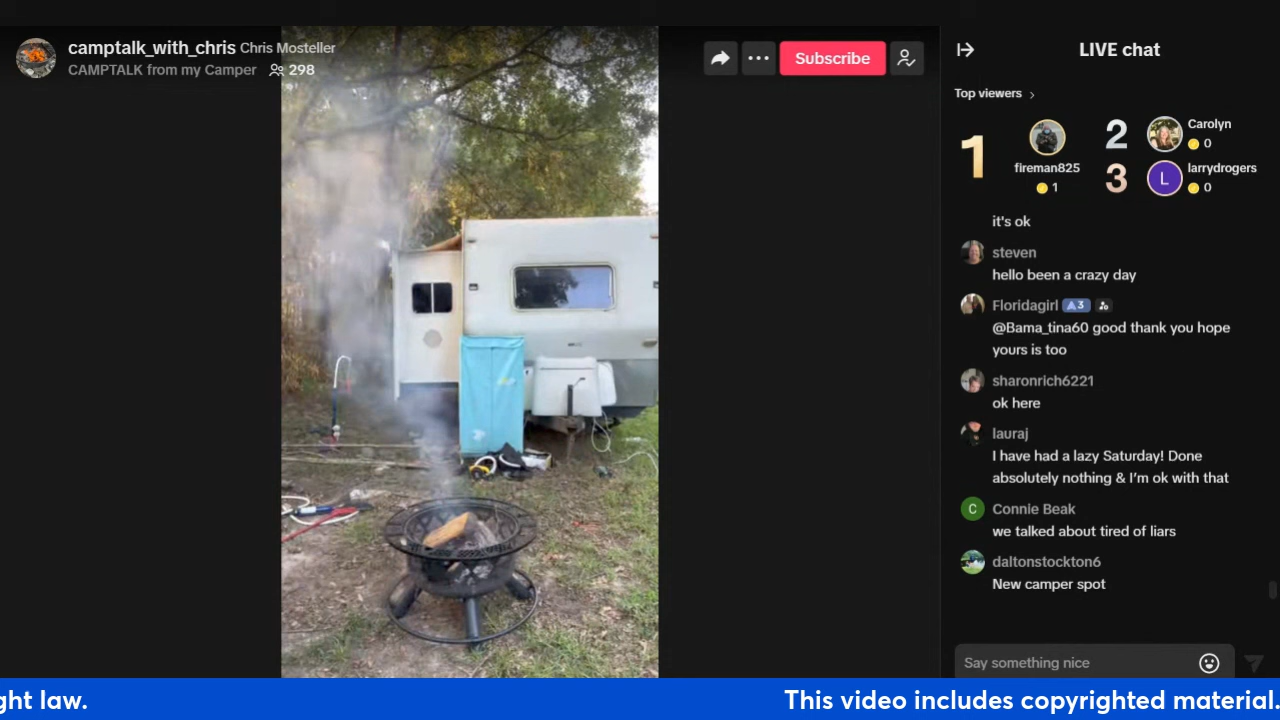 camptalk_with_chris Chris Mosteller
CAMPTALK from my Camper 298
Subscribe
LIVE chat
Top viewers
1
fireman825
1
2
Carolyn
0
3
L
larrydrogers
0
it's ok
steven
hello been a crazy day
Floridagirl 3
@Bama_tina60 good thank you hope
yours is too
sharonrich6221
ok here
lauraj
I have had a lazy Saturday! Done
absolutely nothing & I'm ok with that
C
Connie Beak
we talked about tired of liars
daltonstockton6
New camper spot
Say something nice
ght law.
This video includes copyrighted material.